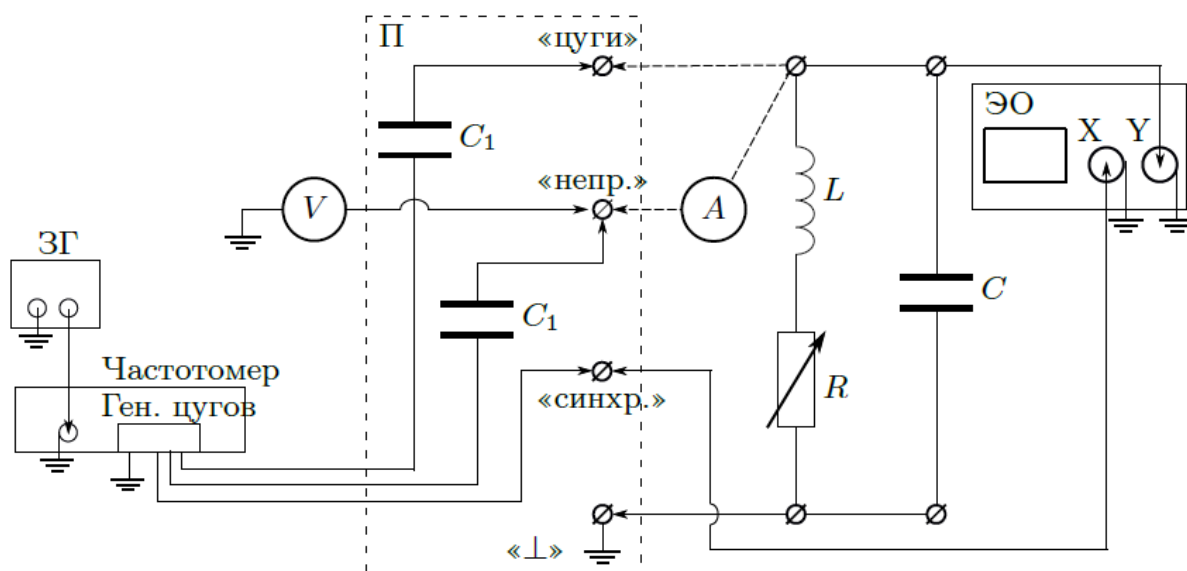 П
«цуги»
ЭО
X Y
C₁
«непр.»
V
A
L
ЗГ
C₁
C
Частотомер
Ген. цугов
«синхр.»
R
«⊥»